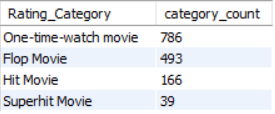 Rating_Category category_count
One-time-watch movie 786
Flop Movie 493
Hit Movie 166
Superhit Movie 39